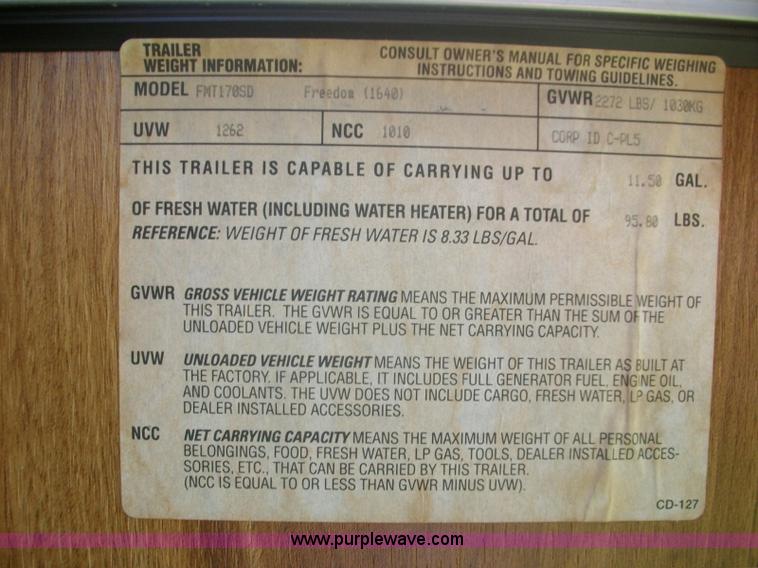 TRAILER
WEIGHT INFORMATION:
CONSULT OWNER'S MANUAL FOR SPECIFIC WEIGHING
INSTRUCTIONS AND TOWING GUIDELINES.
MODEL FMT170SD Freedom (1640)
GVWR 2272 LBS/ 1030KG
UVW 1262
NCC 1010
CORP ID C-PL5
THIS TRAILER IS CAPABLE OF CARRYING UP TO 11.50 GAL.
OF FRESH WATER (INCLUDING WATER HEATER) FOR A TOTAL OF 95.80 LBS.
REFERENCE: WEIGHT OF FRESH WATER IS 8.33 LBS/GAL.
GVWR GROSS VEHICLE WEIGHT RATING MEANS THE MAXIMUM PERMISSIBLE WEIGHT OF
THIS TRAILER. THE GVWR IS EQUAL TO OR GREATER THAN THE SUM OF THE
UNLOADED VEHICLE WEIGHT PLUS THE NET CARRYING CAPACITY.
UVW UNLOADED VEHICLE WEIGHT MEANS THE WEIGHT OF THIS TRAILER AS BUILT AT
THE FACTORY. IF APPLICABLE, IT INCLUDES FULL GENERATOR FUEL, ENGINE OIL,
AND COOLANTS. THE UVW DOES NOT INCLUDE CARGO, FRESH WATER, LP GAS, OR
DEALER INSTALLED ACCESSORIES.
NCC NET CARRYING CAPACITY MEANS THE MAXIMUM WEIGHT OF ALL PERSONAL
BELONGINGS, FOOD, FRESH WATER, LP GAS, TOOLS, DEALER INSTALLED ACCES-
SORIES, ETC., THAT CAN BE CARRIED BY THIS TRAILER.
(NCC IS EQUAL TO OR LESS THAN GVWR MINUS UVW).
CD-127
www.purplewave.com